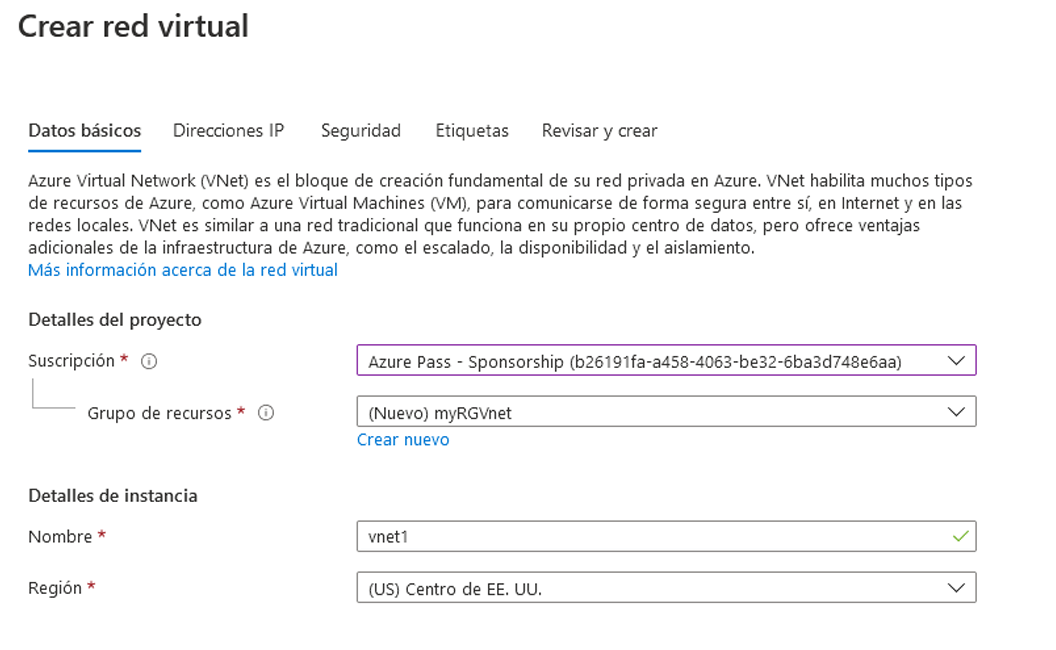 Crear red virtual
Datos básicos Direcciones IP Seguridad Etiquetas Revisar y crear
Azure Virtual Network (VNet) es el bloque de creación fundamental de su red privada en Azure. VNet habilita muchos tipos
de recursos de Azure, como Azure Virtual Machines (VM), para comunicarse de forma segura entre sí, en Internet y en las
redes locales. VNet es similar a una red tradicional que funciona en su propio centro de datos, pero ofrece ventajas
adicionales de la infraestructura de Azure, como el escalado, la disponibilidad y el aislamiento.
Más información acerca de la red virtual
Detalles del proyecto
Suscripción * Azure Pass - Sponsorship (b26191fa-a458-4063-be32-6ba3d748e6aa)
Grupo de recursos * (Nuevo) myRGVnet
Crear nuevo
Detalles de instancia
Nombre * vnet1
Región * (US) Centro de EE. UU.